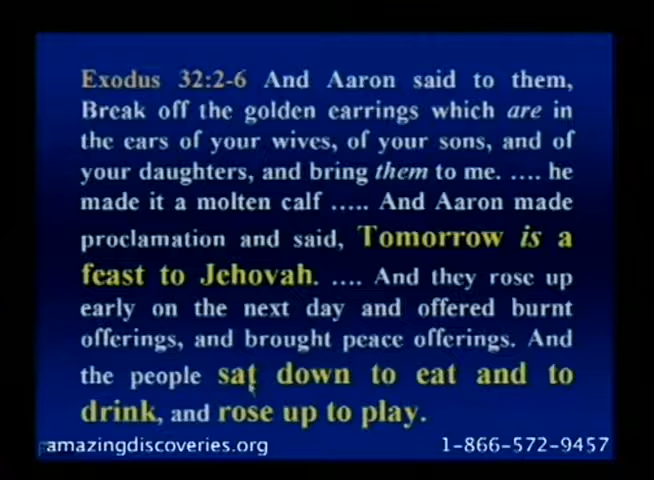 Exodus 32:2-6 And Aaron said to them,
Break off the golden earrings which are in
the ears of your wives, of your sons, and of
your daughters, and bring them to me. .... he
made it a molten calf ..... And Aaron made
proclamation and said, Tomorrow is a
feast to Jehovah. .... And they rose up
early on the next day and offered burnt
offerings, and brought peace offerings. And
the people sat down to eat and to
drink, and rose up to play.
amazingdiscoveries.org 1-866-572-9457